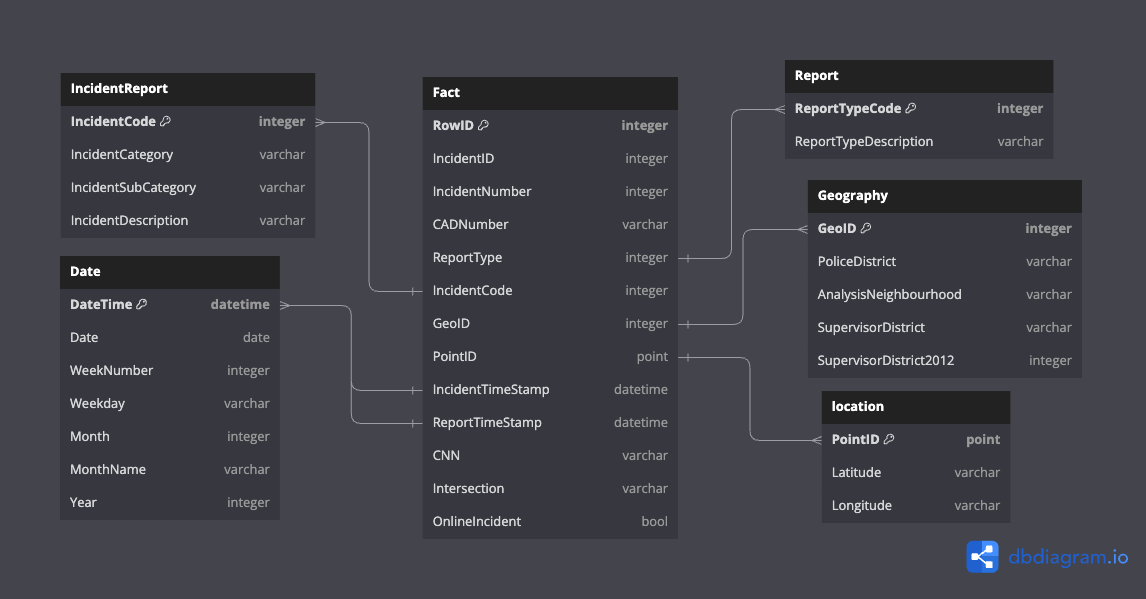 IncidentReport
IncidentCode integer
IncidentCategory varchar
IncidentSubCategory varchar
IncidentDescription varchar
Date
DateTime datetime
Date date
WeekNumber integer
Weekday varchar
Month integer
MonthName varchar
Year integer
Fact
RowID integer
IncidentID integer
IncidentNumber integer
CADNumber varchar
ReportType integer
IncidentCode integer
GeoID integer
PointID point
IncidentTimeStamp datetime
ReportTimeStamp datetime
CNN varchar
Intersection varchar
OnlineIncident bool
Report
ReportTypeCode integer
ReportTypeDescription varchar
Geography
GeoID integer
PoliceDistrict varchar
AnalysisNeighbourhood varchar
SupervisorDistrict varchar
SupervisorDistrict2012 integer
location
PointID point
Latitude varchar
Longitude varchar
dbdiagram.io